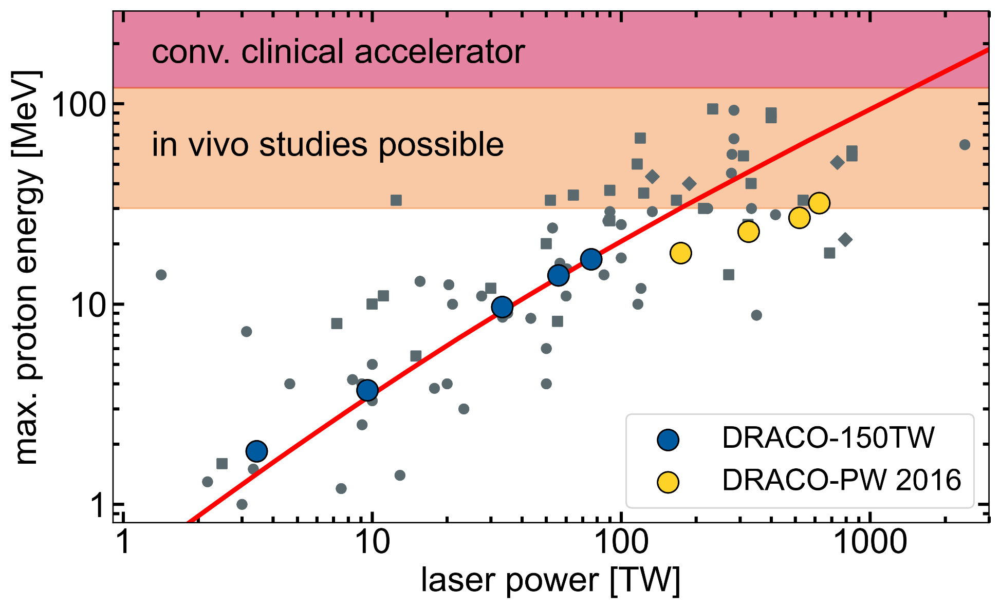 conv. clinical accelerator
in vivo studies possible
max. proton energy [MeV]
100
10
1
1
10
100
1000
laser power [TW]
DRACO-150TW
DRACO-PW 2016